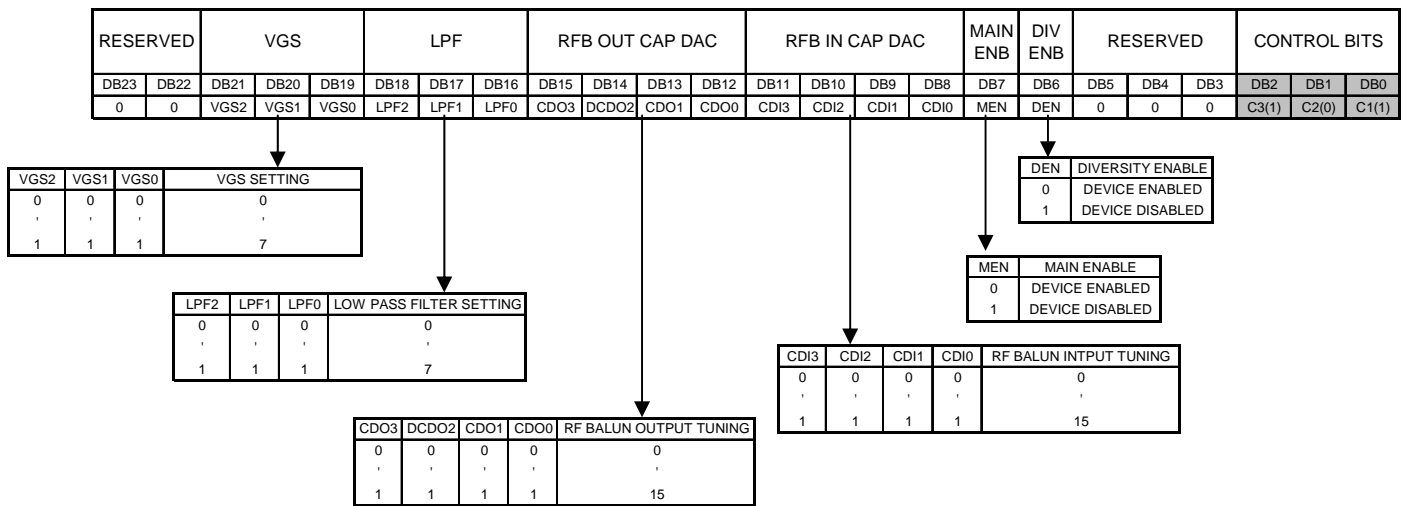 RESERVED VGS LPF RFB OUT CAP DAC RFB IN CAP DAC MAIN ENB DIV ENB RESERVED CONTROL BITS
DB23 DB22 DB21 DB20 DB19 DB18 DB17 DB16 DB15 DB14 DB13 DB12 DB11 DB10 DB9 DB8 DB7 DB6 DB5 DB4 DB3 DB2 DB1 DB0
0 0 VGS2 VGS1 VGS0 LPF2 LPF1 LPF0 CDO3 DCDO2 CDO1 CDO0 CDI3 CDI2 CDI1 CDI0 MEN DEN 0 0 0 C3(1) C2(0) C1(1)
VGS2 VGS1 VGS0 VGS SETTING
0 0 0 0
' ' ' '
1 1 1 7
DEN DIVERSITY ENABLE
0 DEVICE ENABLED
1 DEVICE DISABLED
MEN MAIN ENABLE
0 DEVICE ENABLED
1 DEVICE DISABLED
LPF2 LPF1 LPF0 LOW PASS FILTER SETTING
0 0 0 0
' ' ' '
1 1 1 7
CDI3 CDI2 CDI1 CDI0 RF BALUN INTPUT TUNING
0 0 0 0 0
' ' ' ' '
1 1 1 1 15
CDO3 DCDO2 CDO1 CDO0 RF BALUN OUTPUT TUNING
0 0 0 0 0
' ' ' ' '
1 1 1 1 15